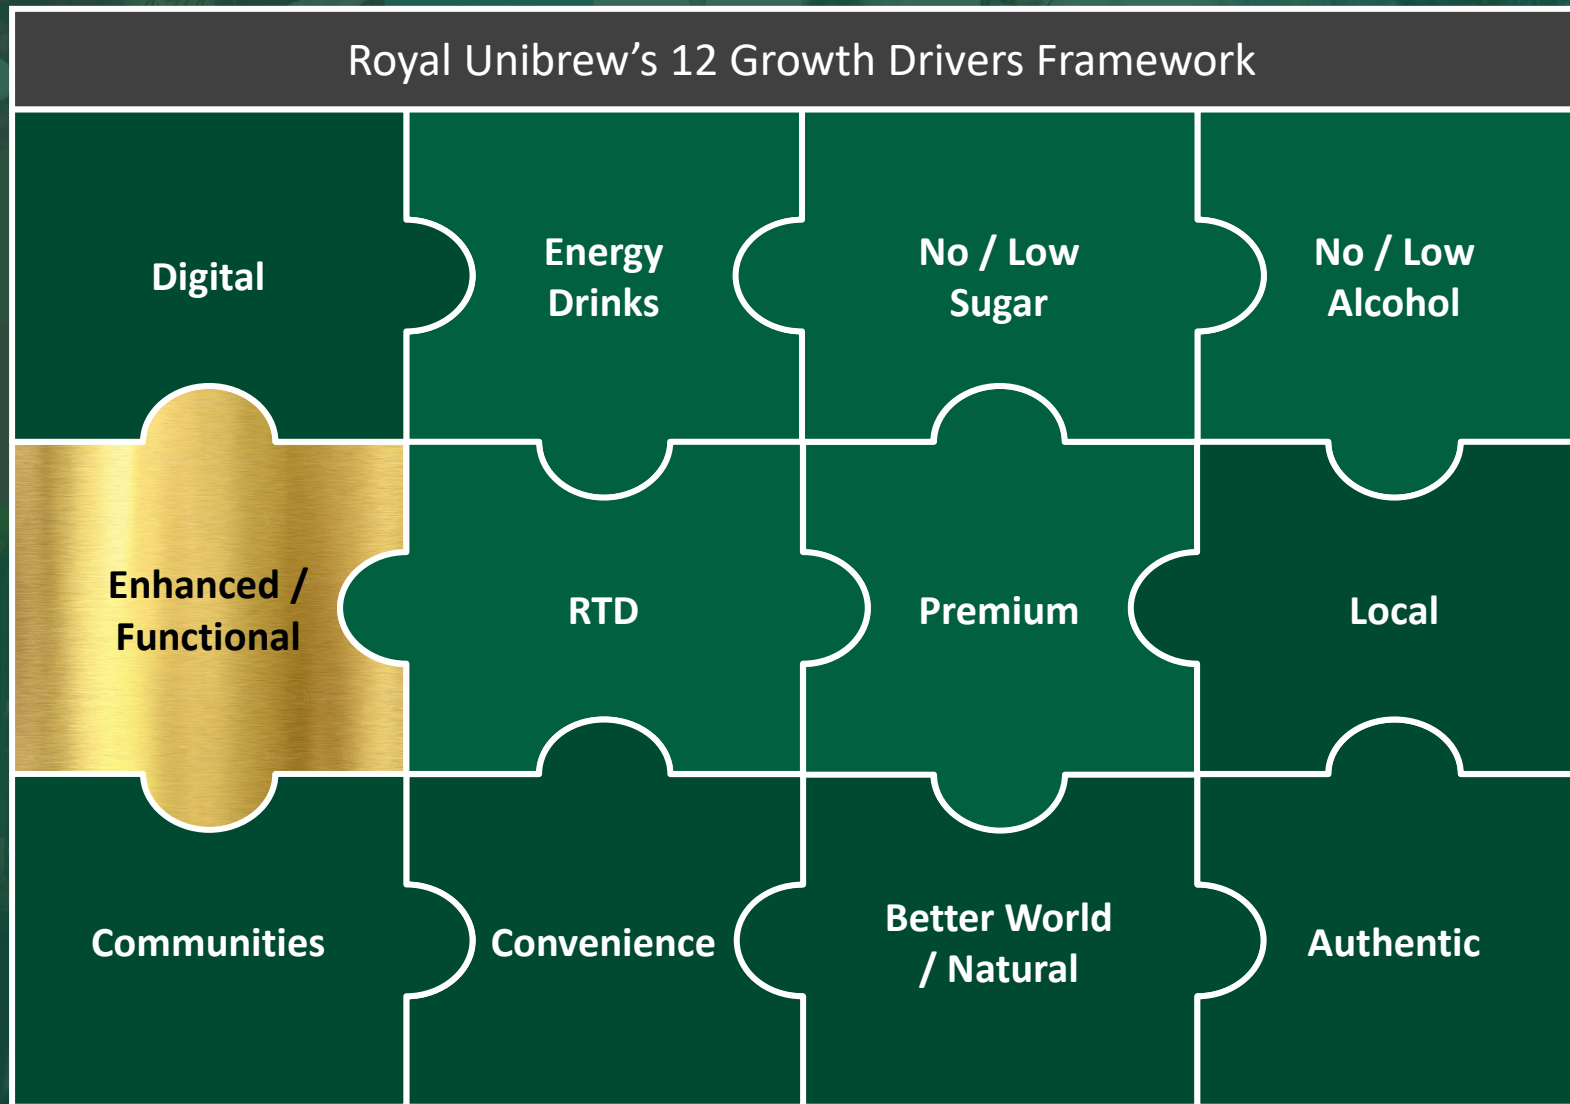 Royal Unibrew’s 12 Growth Drivers Framework
Digital
Energy
Drinks
No / Low
Sugar
No / Low
Alcohol
Enhanced /
Functional
RTD
Premium
Local
Communities
Convenience
Better World
/ Natural
Authentic